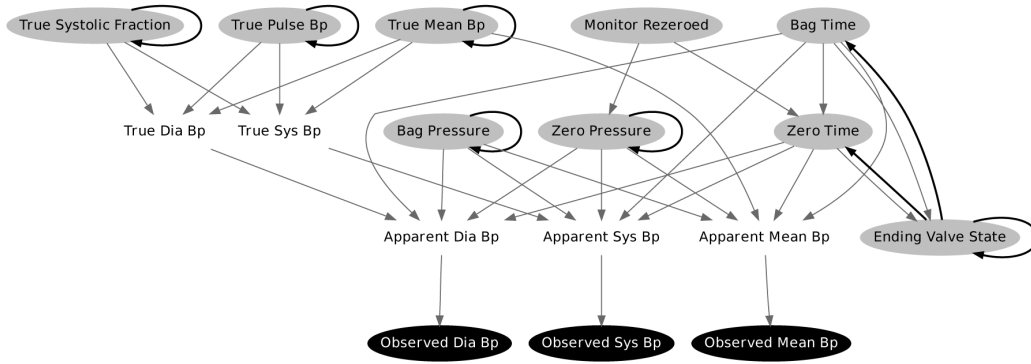 True Systolic Fraction
True Pulse Bp
True Mean Bp
Monitor Rezeroed
Bag Time
True Dia Bp
True Sys Bp
Bag Pressure
Zero Pressure
Zero Time
Apparent Dia Bp
Apparent Sys Bp
Apparent Mean Bp
Ending Valve State
Observed Dia Bp
Observed Sys Bp
Observed Mean Bp